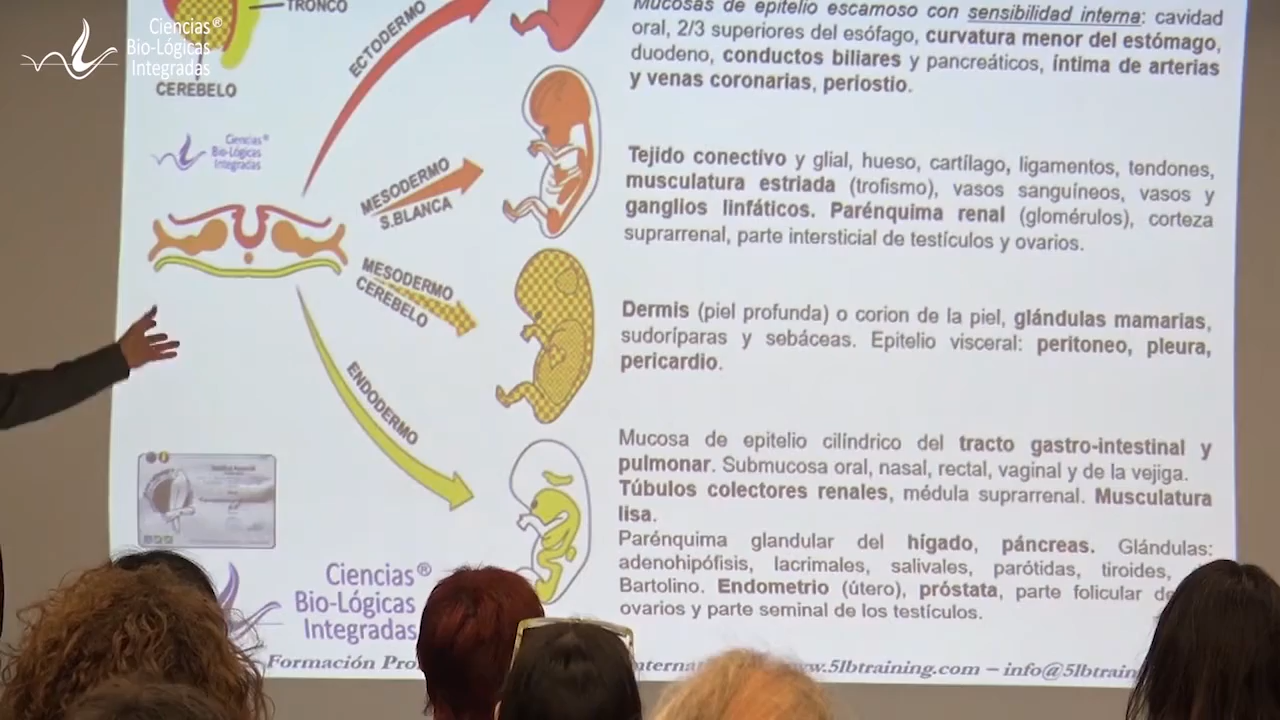 Ciencias®
Bio-Lógicas
Integradas
TRONCO
CEREBELO
Ciencias®
Bio-Lógicas
Integradas
ECTODERMO
MESODERMO
S.BLANCA
MESODERMO
CEREBELO
ENDODERMO
Mucosas de epitelio escamoso con sensibilidad interna: cavidad
oral, 2/3 superiores del esófago, curvatura menor del estómago,
duodeno, conductos biliares y pancreáticos, íntima de arterias
y venas coronarias, periostio.
Tejido conectivo y glial, hueso, cartílago, ligamentos, tendones,
musculatura estriada (trofismo), vasos sanguíneos, vasos y
ganglios linfáticos. Parénquima renal (glomérulos), corteza
suprarrenal, parte intersticial de testículos y ovarios.
Dermis (piel profunda) o corion de la piel, glándulas mamarias,
sudoríparas y sebáceas. Epitelio visceral: peritoneo, pleura,
pericardio.
Mucosa de epitelio cilíndrico del tracto gastro-intestinal y
pulmonar. Submucosa oral, nasal, rectal, vaginal y de la vejiga.
Túbulos colectores renales, médula suprarrenal. Musculatura
lisa.
Parénquima glandular del hígado, páncreas. Glándulas:
adenohipófisis, lacrimales, salivales, parótidas, tiroides,
Bartolino. Endometrio (útero), próstata, parte folicular de
ovarios y parte seminal de los testículos.
Ciencias®
Bio-Lógicas
Integradas
Formación Pro
www.5lbtraining.com – info@5lbtrain